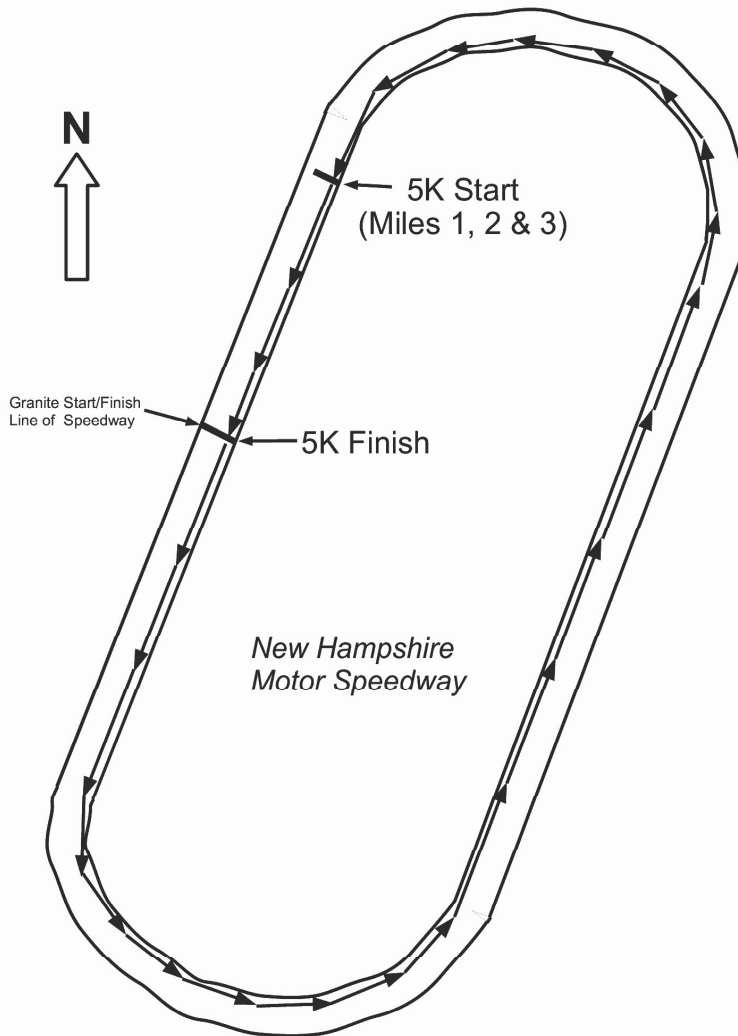 N
5K Start
(Miles 1, 2 & 3)
Granite Start/Finish
Line of Speedway
5K Finish
New Hampshire
Motor Speedway